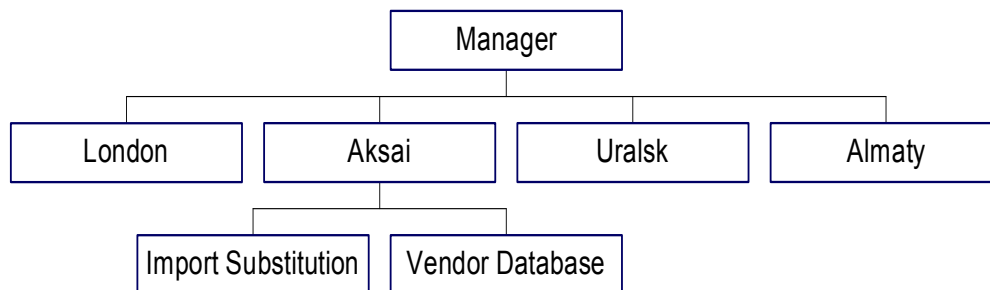 Manager
London
Aksai
Uralsk
Almaty
Import Substitution
Vendor Database